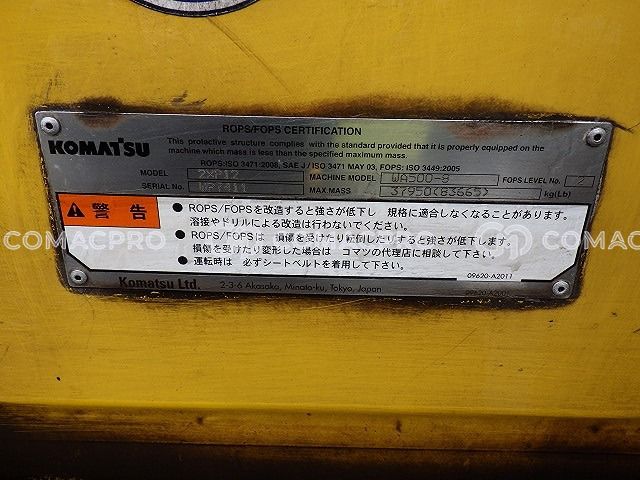 ROPS/FOPS CERTIFICATION
KOMATSU
This protective structure complies with the standard provided that it is properly equipped on the
machine which mass is less than the specified maximum mass.
ROPS: ISO 3471:2008, SAE J / ISO 3471 MAY 03, FOPS: ISO 3449:2005
MODEL MACHINE MODEL WA500-8 FOPS LEVEL No. 2
SERIAL No. MAX.MASS 37950(83665) kg(Lb)
警告
● ROPS/FOPSを改造すると強さが低下し 規格に適合しなくなることがあります。
溶接やドリルによる改造は行わないでください。
● ROPS/FOPSは 損傷を受けたり転倒したりすると強さが低下します。
損傷を受けたり変形した場合は コマツの代理店に相談して下さい。
● 運転時は 必ずシートベルトを着用して下さい。
09620-A2011
Komatsu Ltd. 2-3-6 Akasaka, Minato-ku, Tokyo, Japan
COMACPRO
COMACPRO